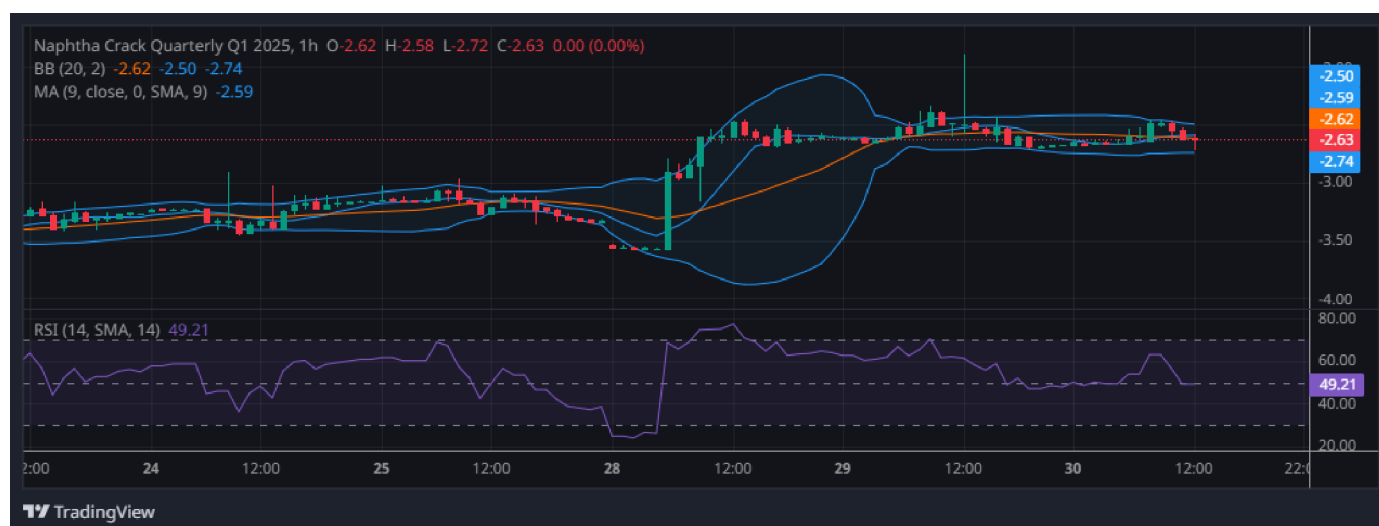 Naphtha Crack Quarterly Q1 2025, 1h O-2.62 H-2.58 L-2.72 C-2.63 0.00 (0.00%)
BB (20, 2) -2.62 -2.50 -2.74
MA (9, close, 0, SMA, 9) -2.59
-2.50
-2.59
-2.62
-2.63
-2.74
-3.00
-3.50
-4.00
RSI (14, SMA, 14) 49.21
80.00
60.00
49.21
40.00
20.00
2:00 24 12:00 25 12:00 28 12:00 29 12:00 30 12:00 22:
TradingView